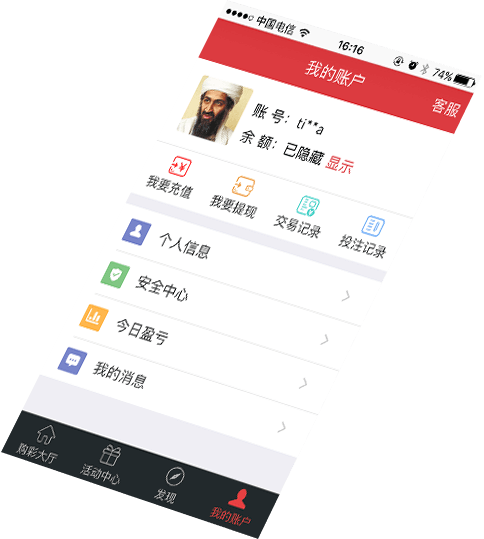 中国电信 16:16 74%
我的账户 客服
账 号：ti**a
余 额：已隐藏 显示
我要充值 我要提现 交易记录 投注记录
个人信息
安全中心
今日盈亏
我的消息
购彩大厅 活动中心 发现 我的账户